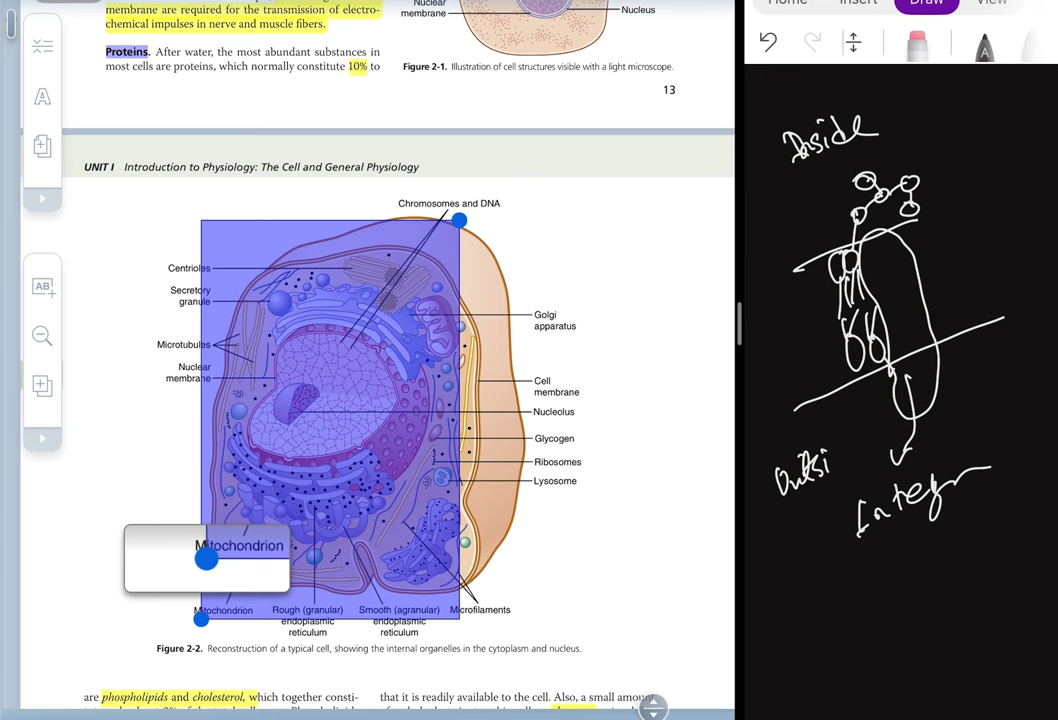 membrane are required for the transmission of electro-
chemical impulses in nerve and muscle fibers.
Proteins. After water, the most abundant substances in
most cells are proteins, which normally constitute 10% to
Nuclear
membrane
Nucleus
Figure 2-1. Illustration of cell structures visible with a light microscope.
13
UNIT I Introduction to Physiology: The Cell and General Physiology
Chromosomes and DNA
Centrioles
Secretory
granule
Microtubules
Nuclear
membrane
Golgi
apparatus
Cell
membrane
Nucleolus
Glycogen
Ribosomes
Lysosome
Mitochondrion
Mitochondrion
Rough (granular)
endoplasmic
reticulum
Smooth (agranular)
endoplasmic
reticulum
Microfilaments
Figure 2-2. Reconstruction of a typical cell, showing the internal organelles in the cytoplasm and nucleus.
are phospholipids and cholesterol, which together consti-
that it is readily available to the cell. Also, a small amount
A
AB
Home Insert Draw View
A
Inside
Outsi
Integr